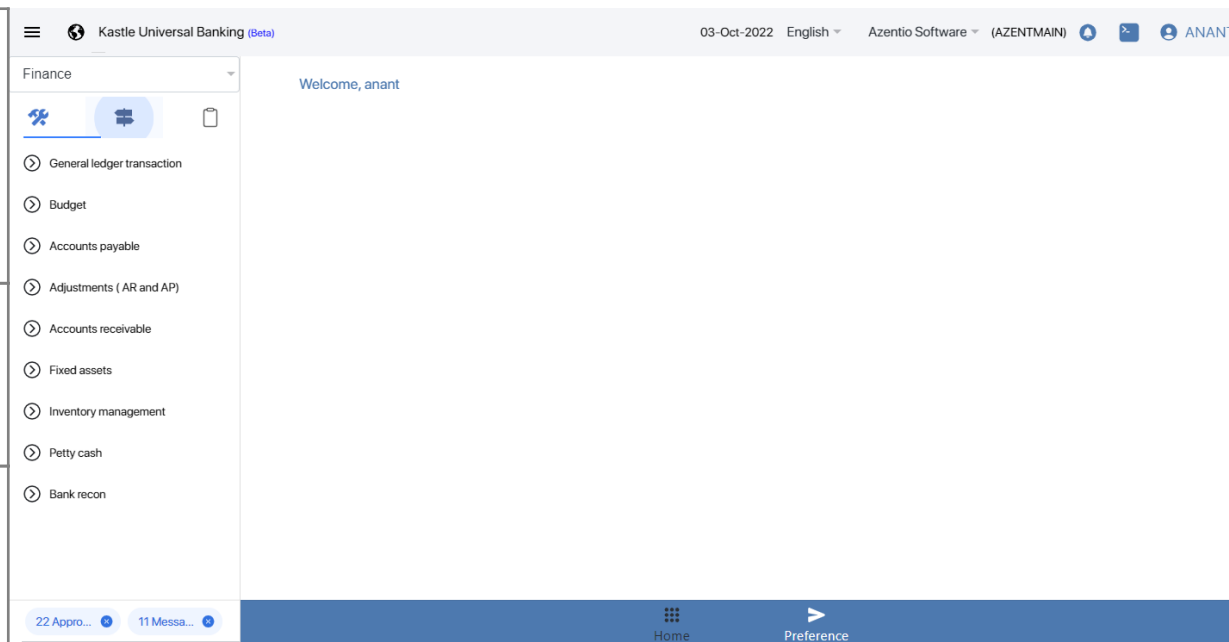 Kastle Universal Banking (Beta)
03-Oct-2022 English Azentio Software (AZENTMAIN) ANANT
Finance
Welcome, anant
General ledger transaction
Budget
Accounts payable
Adjustments ( AR and AP)
Accounts receivable
Fixed assets
Inventory management
Petty cash
Bank recon
22 Appro... 11 Messa...
Home Preference